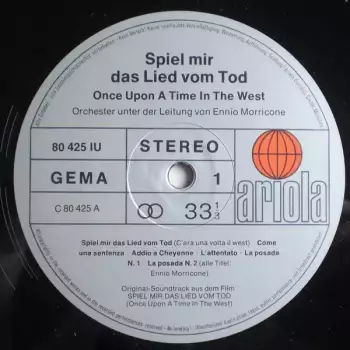 Spiel mir
das Lied vom Tod
Once Upon A Time In The West
Orchester unter der Leitung von Ennio Morricone
80 425 IU
STEREO
GEMA
1
C 80 425 A
33 1/3
ariola
Spiel mir das Lied vom Tod (C'era una volta il west) Come
una sentenza Addio a Cheyenne L'attentato La posada
N. 1 La posada N. 2 (alle Titel:
Ennio Morricone)
Original-Soundtrack aus dem Film
SPIEL MIR DAS LIED VOM TOD
(Once Upon A Time In The West)